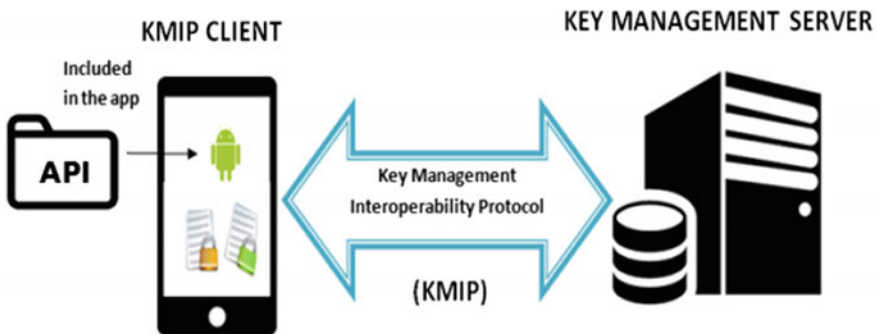 KMIP CLIENT
KEY MANAGEMENT SERVER
Included
in the app
API
Key Management
Interoperability Protocol
(KMIP)